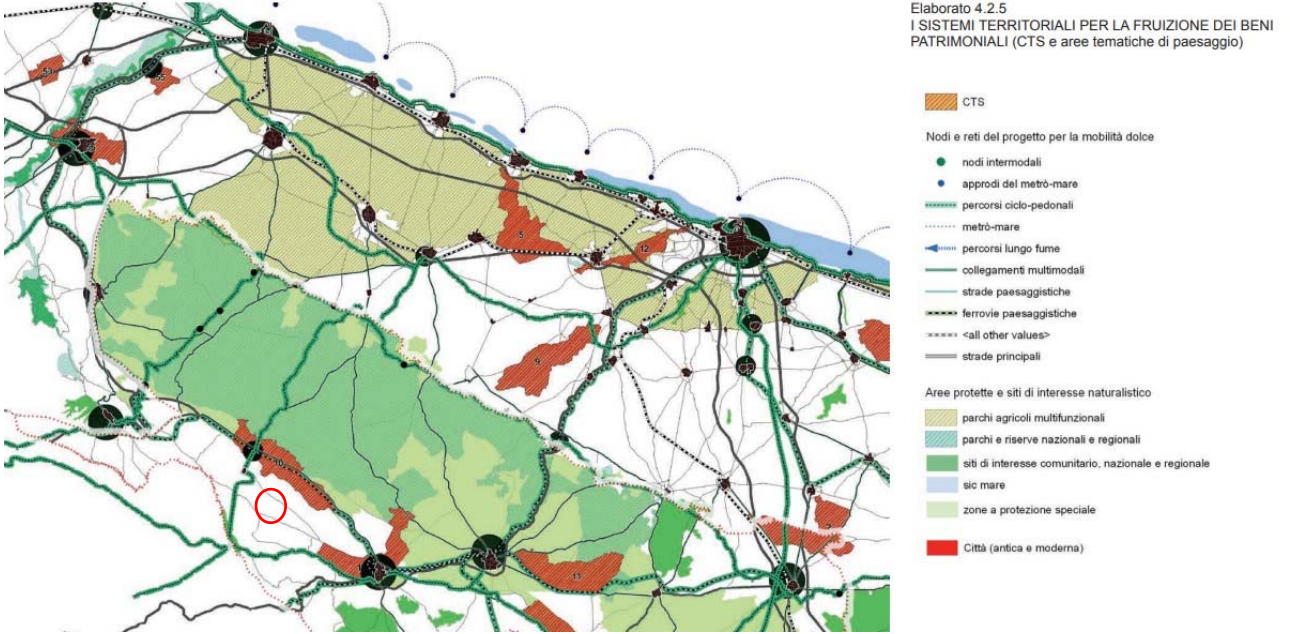 Elaborato 4.2.5
I SISTEMI TERRITORIALI PER LA FRUIZIONE DEI BENI
PATRIMONIALI (CTS e aree tematiche di paesaggio)
CTS
Nodi e reti del progetto per la mobilità dolce
nodi intermodali
approdi del metrò-mare
percorsi ciclo-pedonali
metrò-mare
percorsi lungo fume
collegamenti multimodali
strade paesaggistiche
ferrovie paesaggistiche
<all other values>
strade principali
Aree protette e siti di interesse naturalistico
parchi agricoli multifunzionali
parchi e riserve nazionali e regionali
siti di interesse comunitario, nazionale e regionale
sic mare
zone a protezione speciale
Città (antica e moderna)
5
12
9
10
11